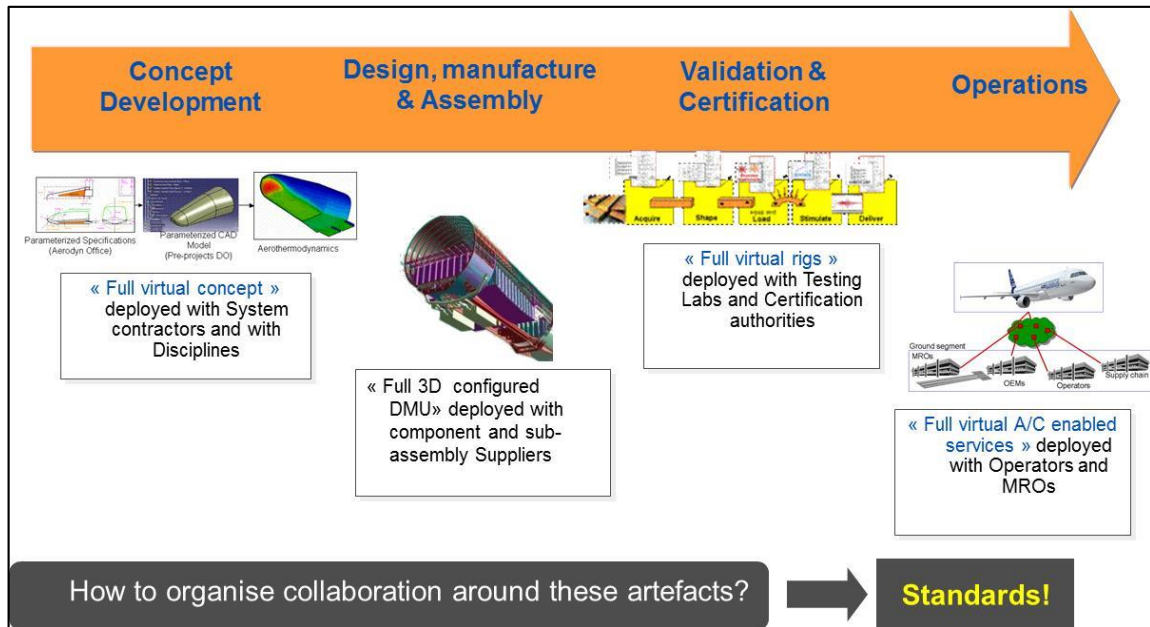 Concept
Development
Design, manufacture
& Assembly
Validation &
Certification
Operations
Parameterized Specifications
(Aerodyn Office)
Parameterized CAD
Model
(Pre-projects DO)
Aerothermodynamics
« Full virtual concept »
deployed with System
contractors and with
Disciplines
« Full 3D configured
DMU» deployed with
component and sub-
assembly Suppliers
Acquire
Shape
Load
Stimulate
Deliver
« Full virtual rigs »
deployed with Testing
Labs and Certification
authorities
Ground segment
MROs
OEMs
Operators
Supply chain
« Full virtual A/C enabled
services » deployed
with Operators and
MROs
How to organise collaboration around these artefacts?
Standards!